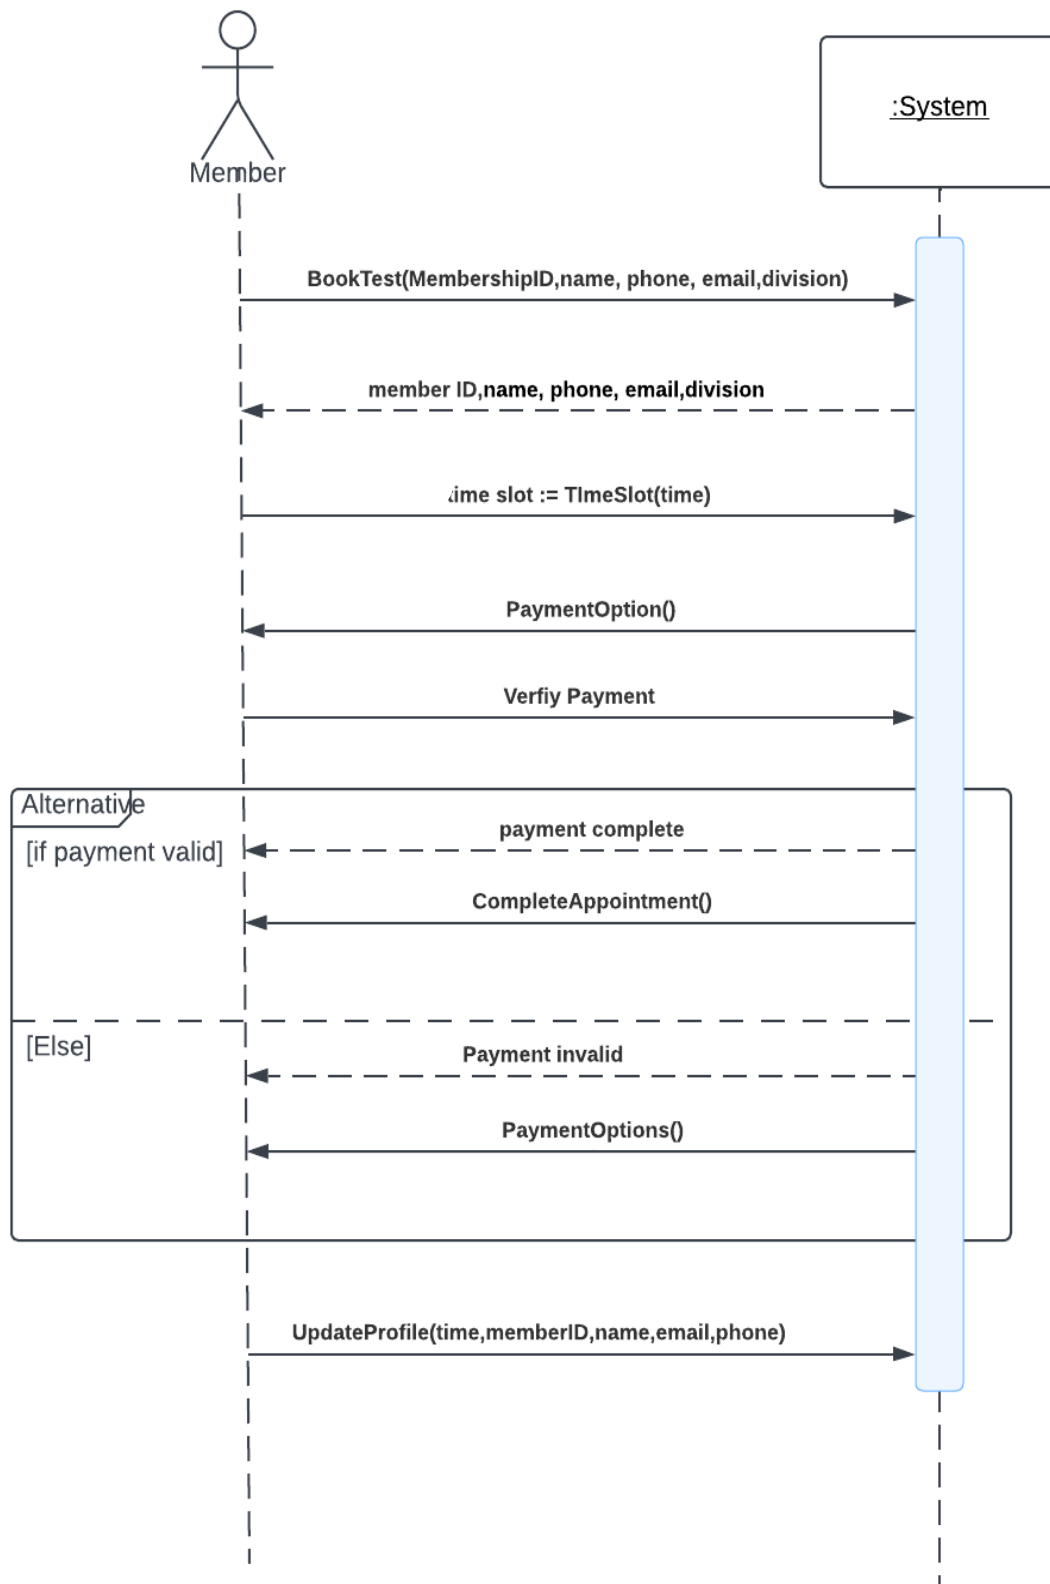 Member
:System
BookTest(MembershipID,name, phone, email,division)
member ID,name, phone, email,division
ime slot := TImeSlot(time)
PaymentOption()
Verfiy Payment
Alternative
payment complete
[if payment valid]
CompleteAppointment()
[Else]
Payment invalid
PaymentOptions()
UpdateProfile(time,memberID,name,email,phone)